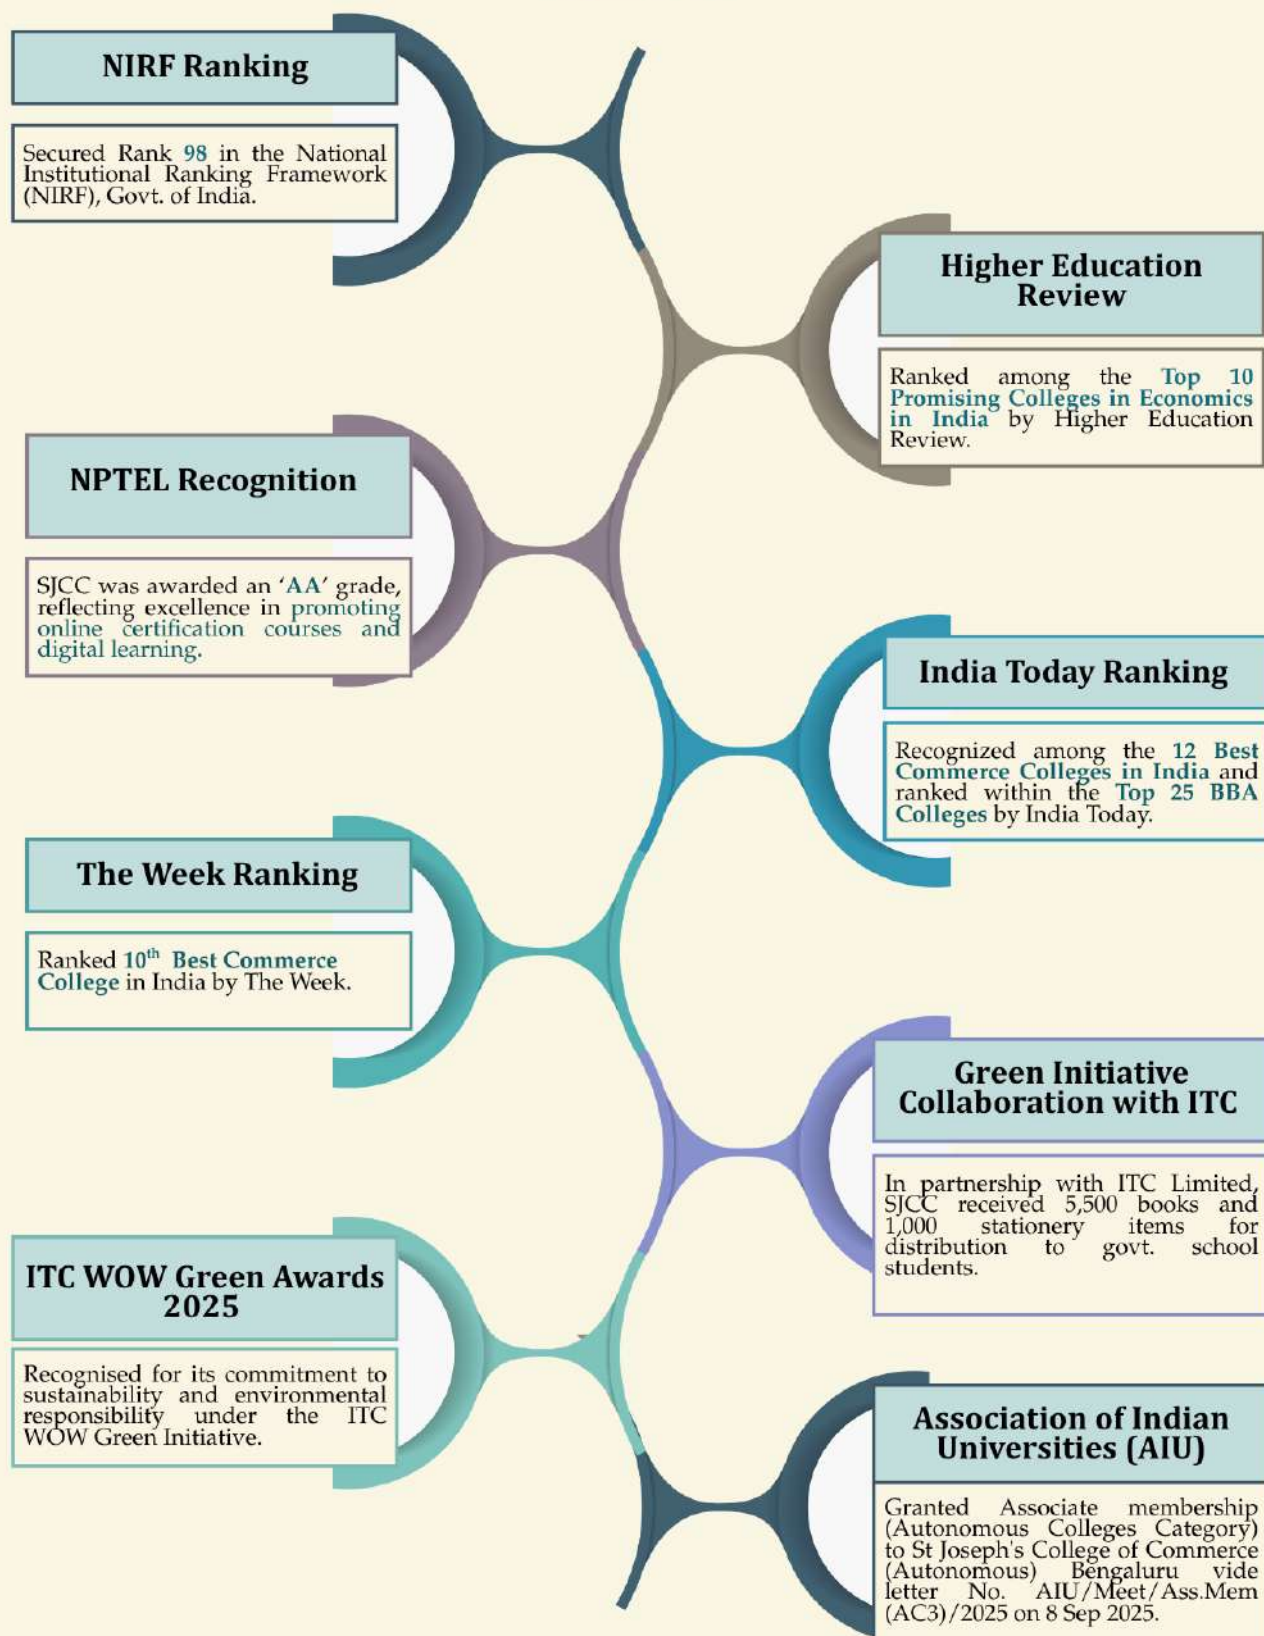 NIRF Ranking
Secured Rank 98 in the National
Institutional Ranking Framework
(NIRF), Govt. of India.
Higher Education
Review
Ranked among the Top 10
Promising Colleges in Economics
in India by Higher Education
Review.
NPTEL Recognition
SJCC was awarded an ‘AA’ grade,
reflecting excellence in promoting
online certification courses and
digital learning.
India Today Ranking
Recognized among the 12 Best
Commerce Colleges in India and
ranked within the Top 25 BBA
Colleges by India Today.
The Week Ranking
Ranked 10th Best Commerce
College in India by The Week.
Green Initiative
Collaboration with ITC
In partnership with ITC Limited,
SJCC received 5,500 books and
1,000 stationery items for
distribution to govt. school
students.
ITC WOW Green Awards
2025
Recognised for its commitment to
sustainability and environmental
responsibility under the ITC
WOW Green Initiative.
Association of Indian
Universities (AIU)
Granted Associate membership
(Autonomous Colleges Category)
to St Joseph's College of Commerce
(Autonomous) Bengaluru vide
letter No. AIU/Meet/Ass.Mem
(AC3)/2025 on 8 Sep 2025.